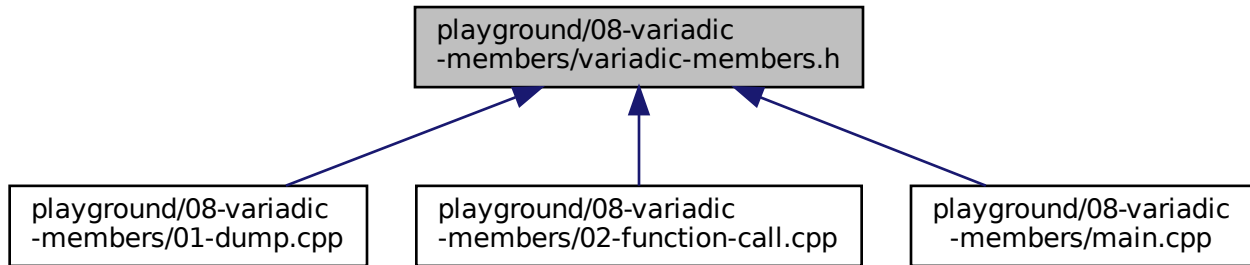 playground/08-variadic
-members/variadic-members.h
playground/08-variadic
-members/01-dump.cpp
playground/08-variadic
-members/02-function-call.cpp
playground/08-variadic
-members/main.cpp